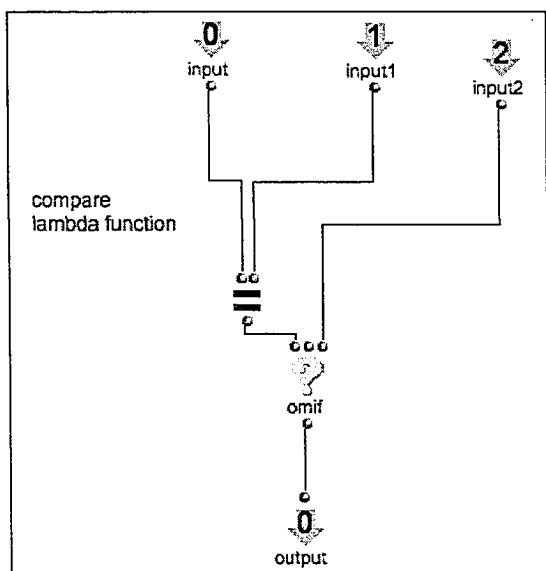 0
input
1
input1
2
input2
compare
lambda function
?
omif
0
output